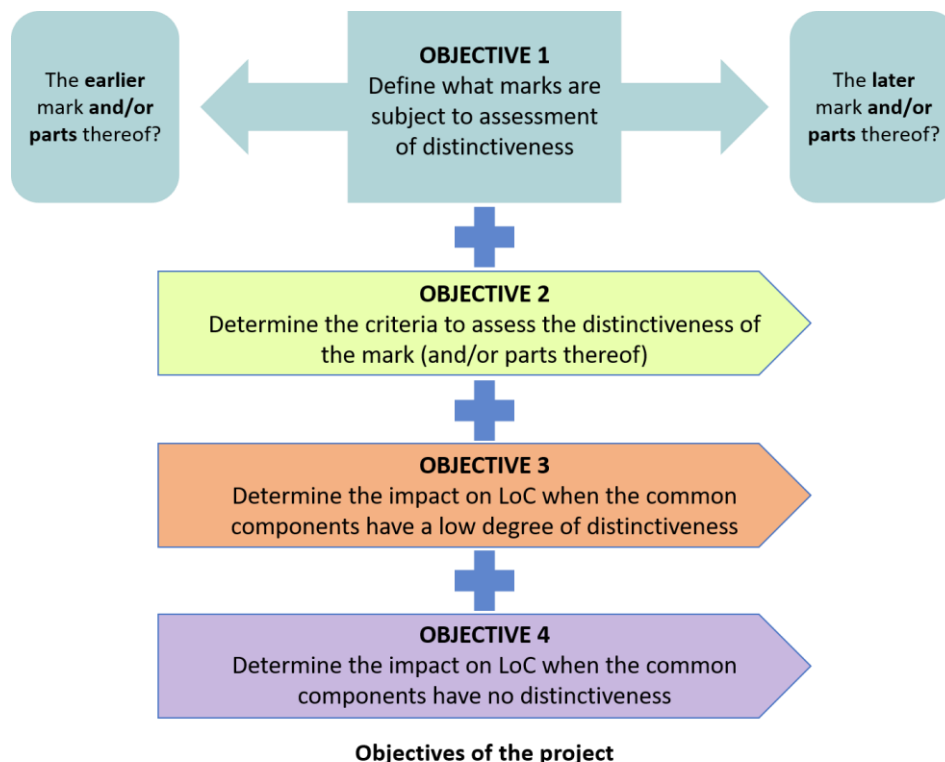 The earlier
mark and/or
parts thereof?
OBJECTIVE 1
Define what marks are
subject to assessment
of distinctiveness
The later
mark and/or
parts thereof?
OBJECTIVE 2
Determine the criteria to assess the distinctiveness of
the mark (and/or parts thereof)
OBJECTIVE 3
Determine the impact on LoC when the common
components have a low degree of distinctiveness
OBJECTIVE 4
Determine the impact on LoC when the common
components have no distinctiveness
Objectives of the project